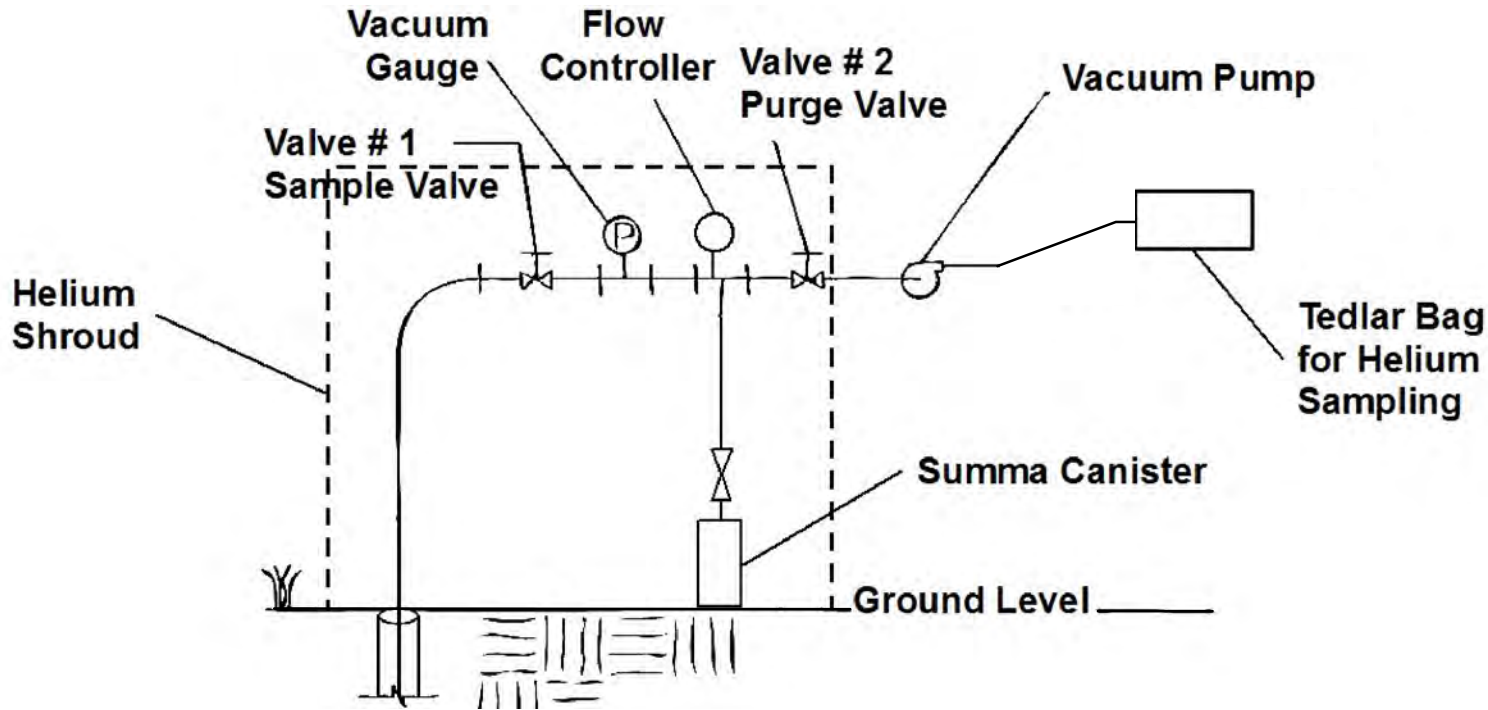 Vacuum
Gauge
Flow
Controller
Valve # 2
Purge Valve
Vacuum Pump
Valve # 1
Sample Valve
P
Helium
Shroud
Tedlar Bag
for Helium
Sampling
Summa Canister
Ground Level